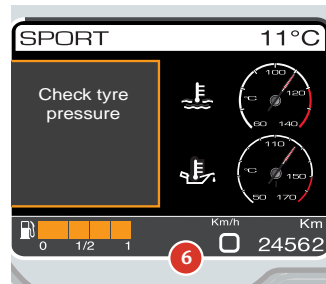 SPORT 11°C
Check tyre
pressure
100
120
°C
60 140
110
150
°C
50 170
0 1/2 1
Km/h Km
0 24562
6